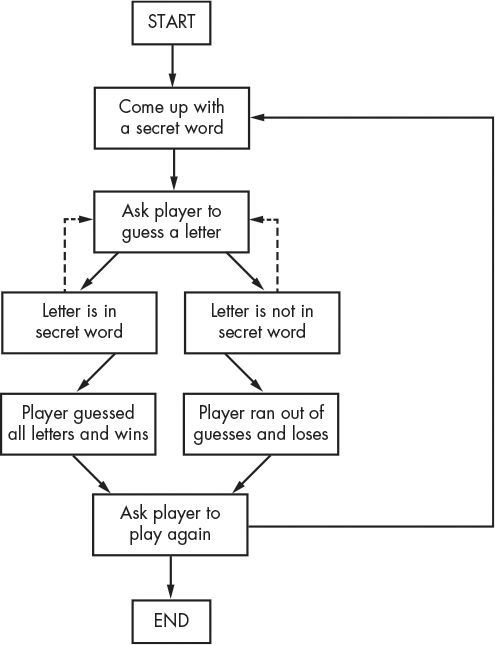 START
Come up with
a secret word
Ask player to
guess a letter
Letter is in
secret word
Letter is not in
secret word
Player guessed
all letters and wins
Player ran out of
guesses and loses
Ask player to
play again
END